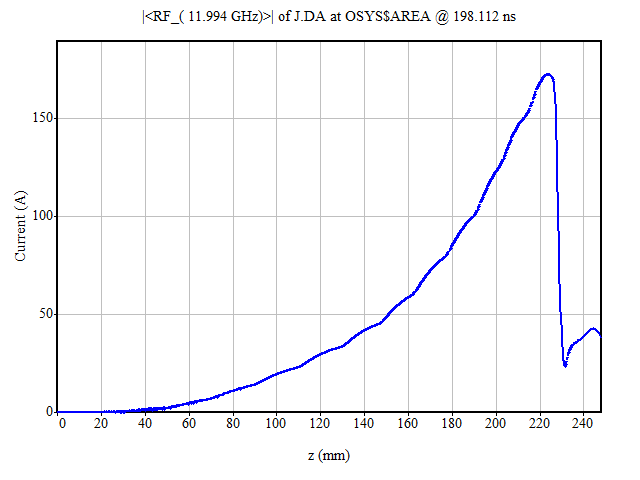 |<RF_( 11.994 GHz)>| of J.DA at OSYS$AREA @ 198.112 ns
150
100
50
0
Current (A)
0 20 40 60 80 100 120 140 160 180 200 220 240
z (mm)